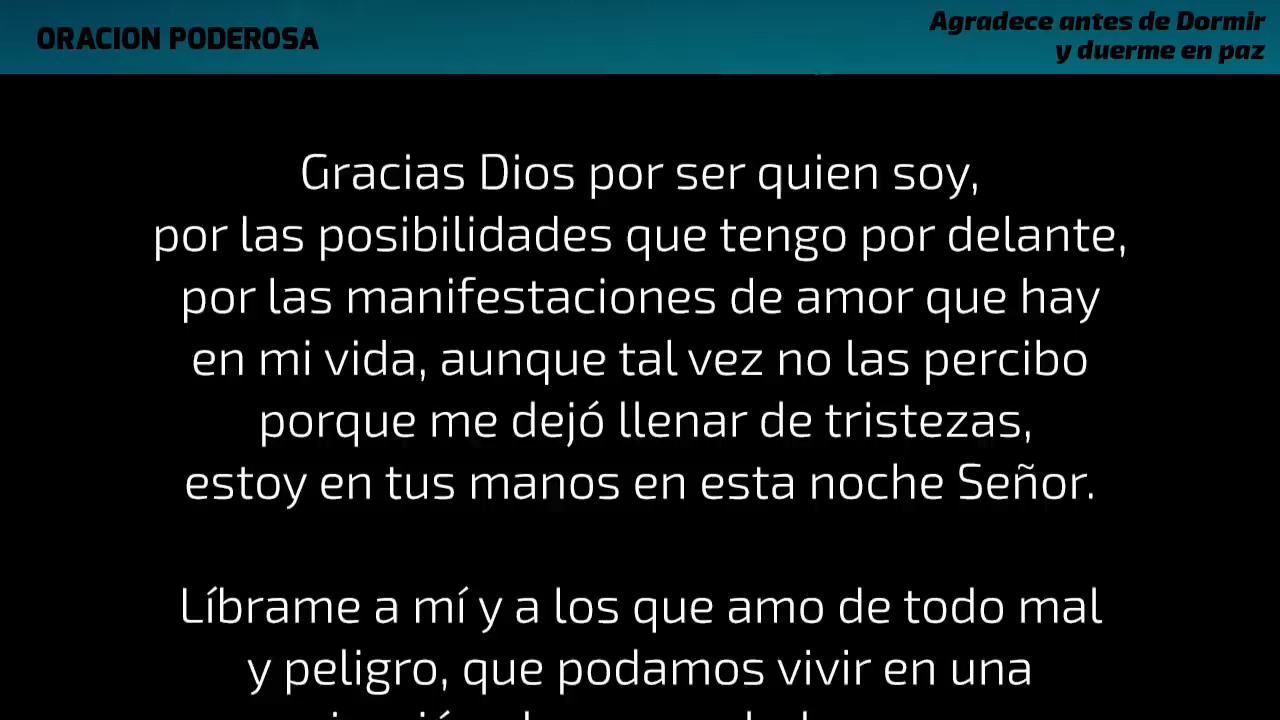 ORACION PODEROSA
Agradece antes de Dormir
y duerme en paz
Gracias Dios por ser quien soy,
por las posibilidades que tengo por delante,
por las manifestaciones de amor que hay
en mi vida, aunque tal vez no las percibo
porque me dejó llenar de tristezas,
estoy en tus manos en esta noche Señor.
Líbrame a mí y a los que amo de todo mal
y peligro, que podamos vivir en una